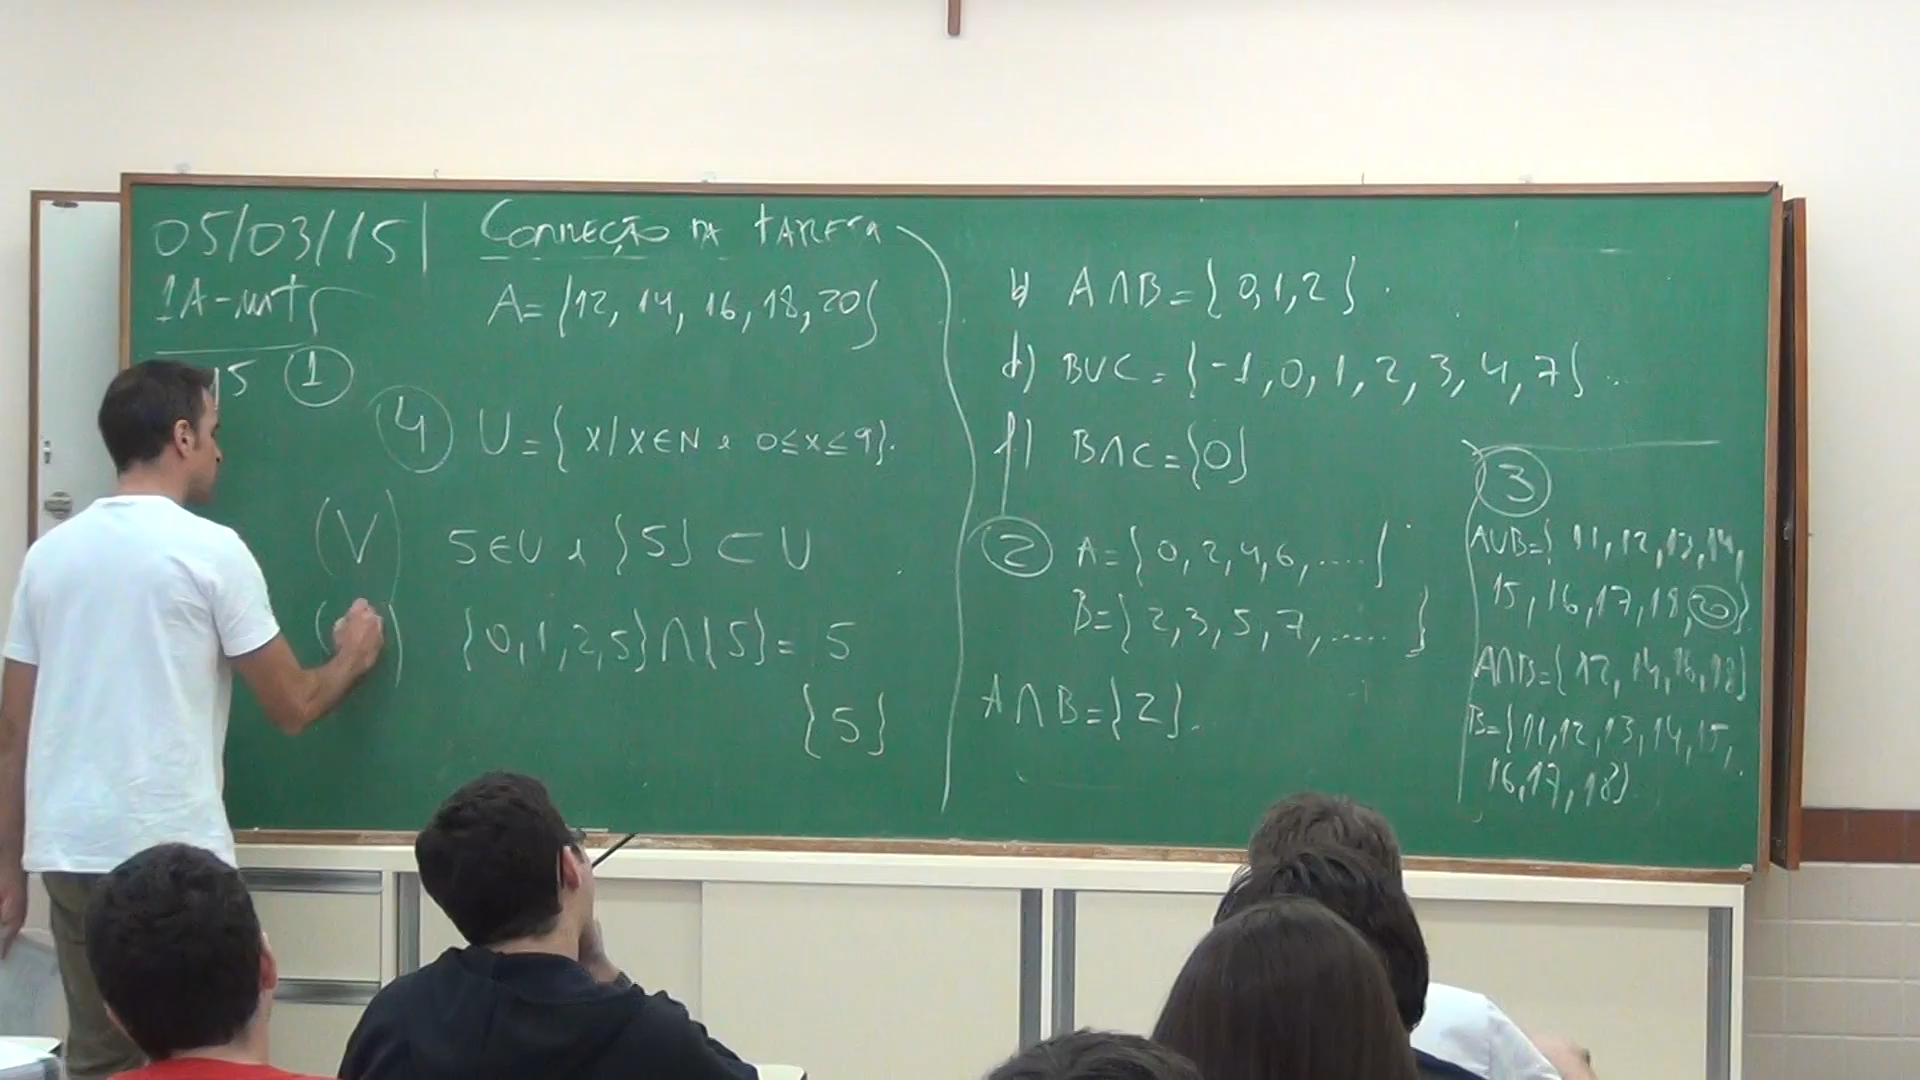 05/03/15
1A-mt
15 ①
Correção da tarefa
A={12, 14, 16, 18, 20}
④ U={x/x∈N e 0≤x≤9}.
(V) 5∈U e {5}⊂U
( ) {0,1,2,5}∩{5}= 5
{5}
b) A∩B={0,1,2}
d) B∪C={-1,0,1,2,3,4,7}
f) B∩C={0}
② A={0,2,4,6,....}
B={2,3,5,7,.....}
A∩B={2}.
③
A∪B={11,12,13,14,
15,16,17,18,20}
A∩B={12,14,16,18}
B={11,12,13,14,15,
16,17,18}